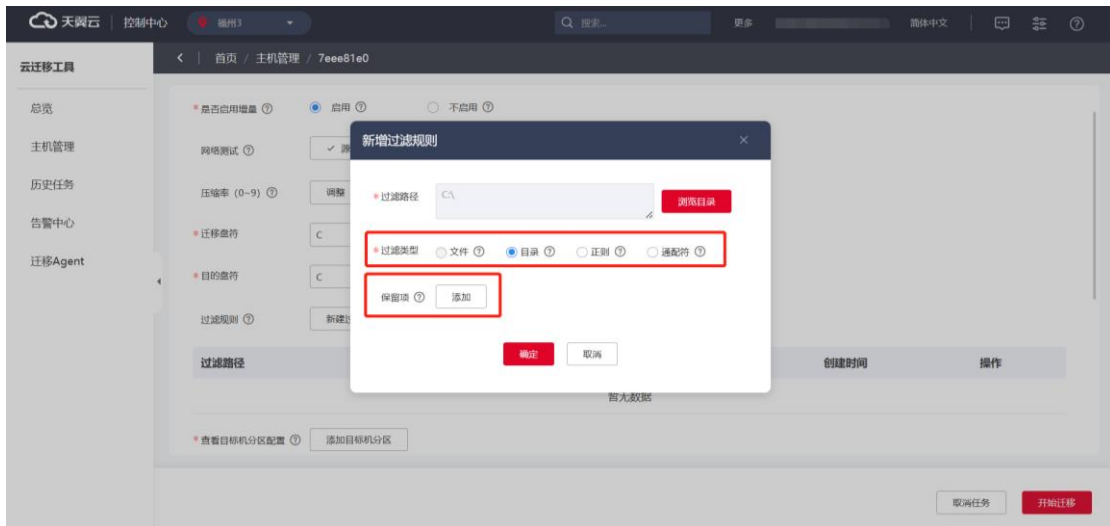 天翼云 控制中心 福州3 搜索... 更多 简体中文
云迁移工具
首页 / 主机管理 / 7eee81e0
总览
主机管理
历史任务
告警中心
迁移Agent
* 是否启用增量 启用 不启用
网络测试
压缩率 (0-9) 调整
* 迁移盘符 C
* 目的盘符 C
过滤规则
新增过滤规则
* 过滤路径 C:\ 浏览目录
* 过滤类型 文件 目录 正则 通配符
保留项 添加
确定 取消
过滤路径 创建时间 操作
暂无数据
* 查看目标机分区配置 添加目标机分区
取消任务 开始迁移